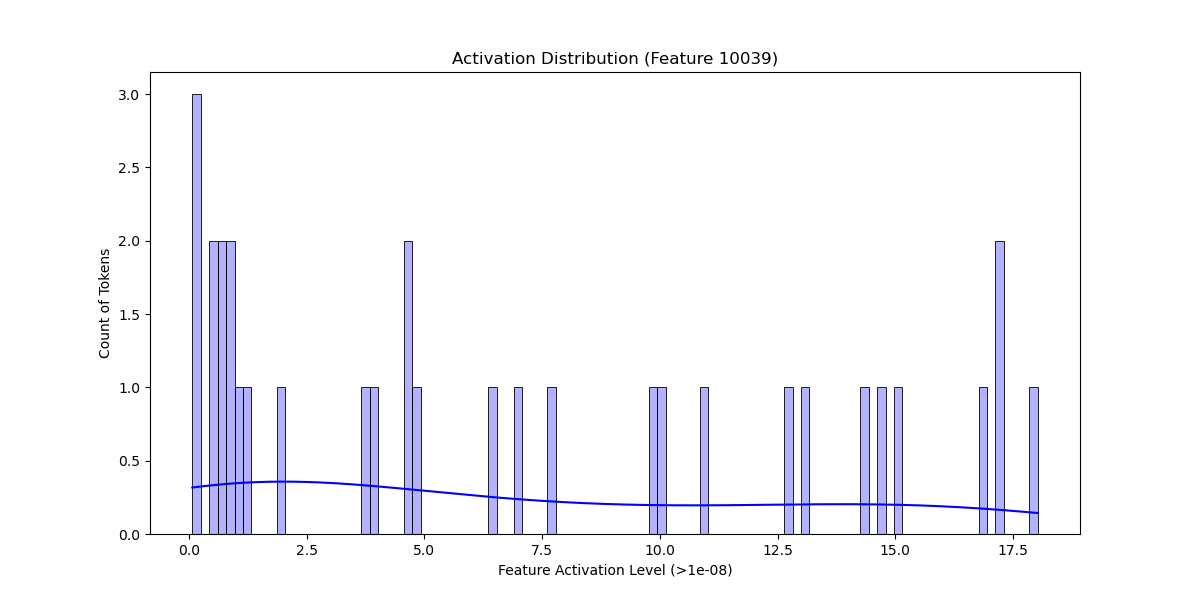 Activation Distribution (Feature 10039)
3.0
2.5
2.0
1.5
1.0
0.5
0.0
Count of Tokens
0.0 2.5 5.0 7.5 10.0 12.5 15.0 17.5
Feature Activation Level (>1e-08)